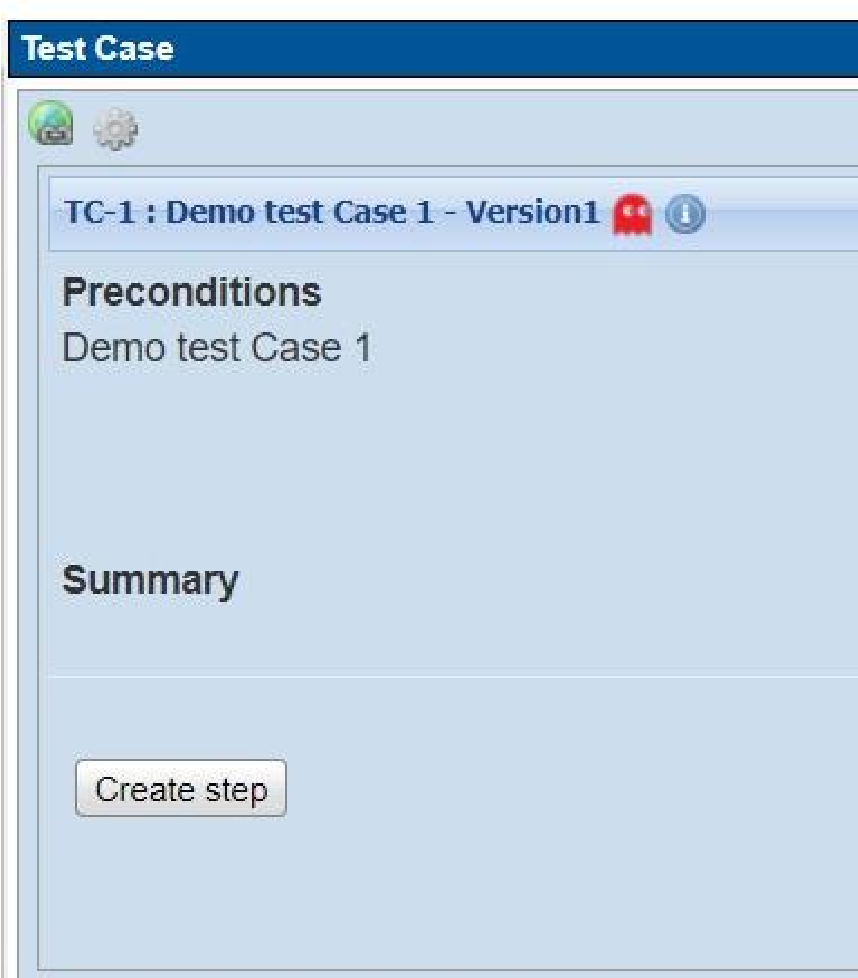 Test Case
TC-1 : Demo test Case 1 - Version1
Preconditions
Demo test Case 1
Summary
Create step